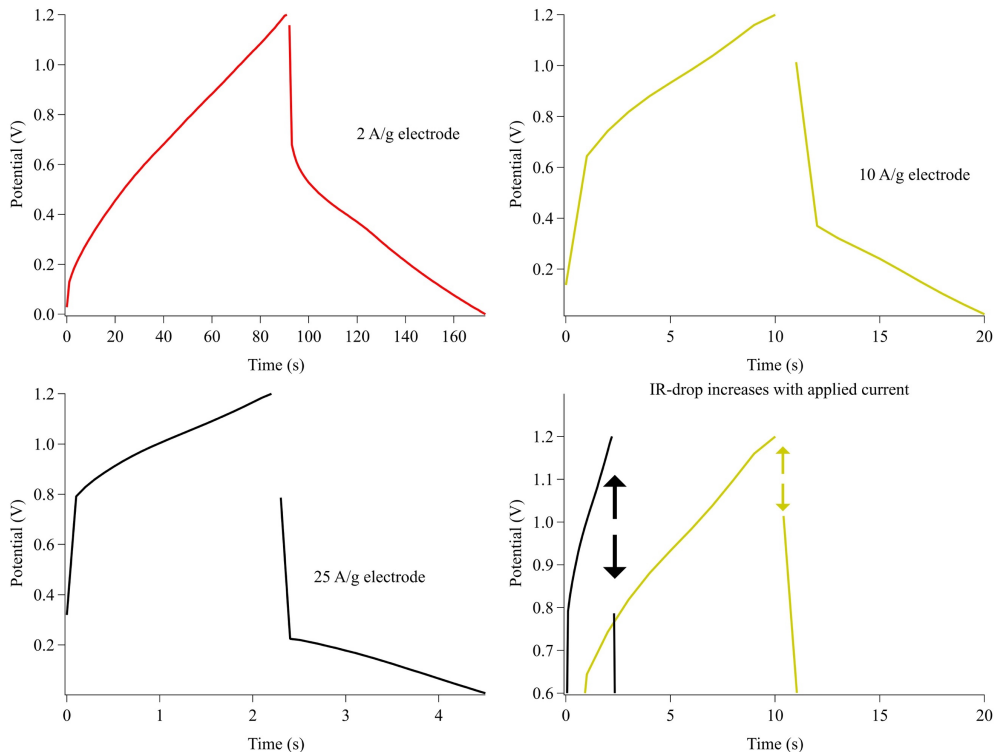 1.2
1.0
0.8
0.6
0.4
0.2
0.0
Potential (V)
2 A/g electrode
0 20 40 60 80 100 120 140 160
Time (s)
1.2
1.0
0.8
0.6
0.4
0.2
Potential (V)
10 A/g electrode
0 5 10 15 20
Time (s)
1.2
1.0
0.8
0.6
0.4
0.2
Potential (V)
25 A/g electrode
0 1 2 3 4
Time (s)
IR-drop increases with applied current
1.2
1.1
1.0
0.9
0.8
0.7
0.6
Potential (V)
0 5 10 15 20
Time (s)